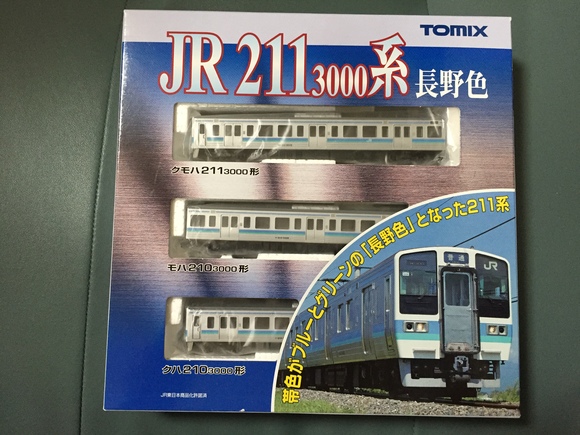 TOMIX
JR 211 3000系 長野色
クモハ211 3000形
モハ210 3000形
クハ210 3000形
帯色がブルーとグリーンの「長野色」となった211系
普通
JR
JR東日本商品化許諾済